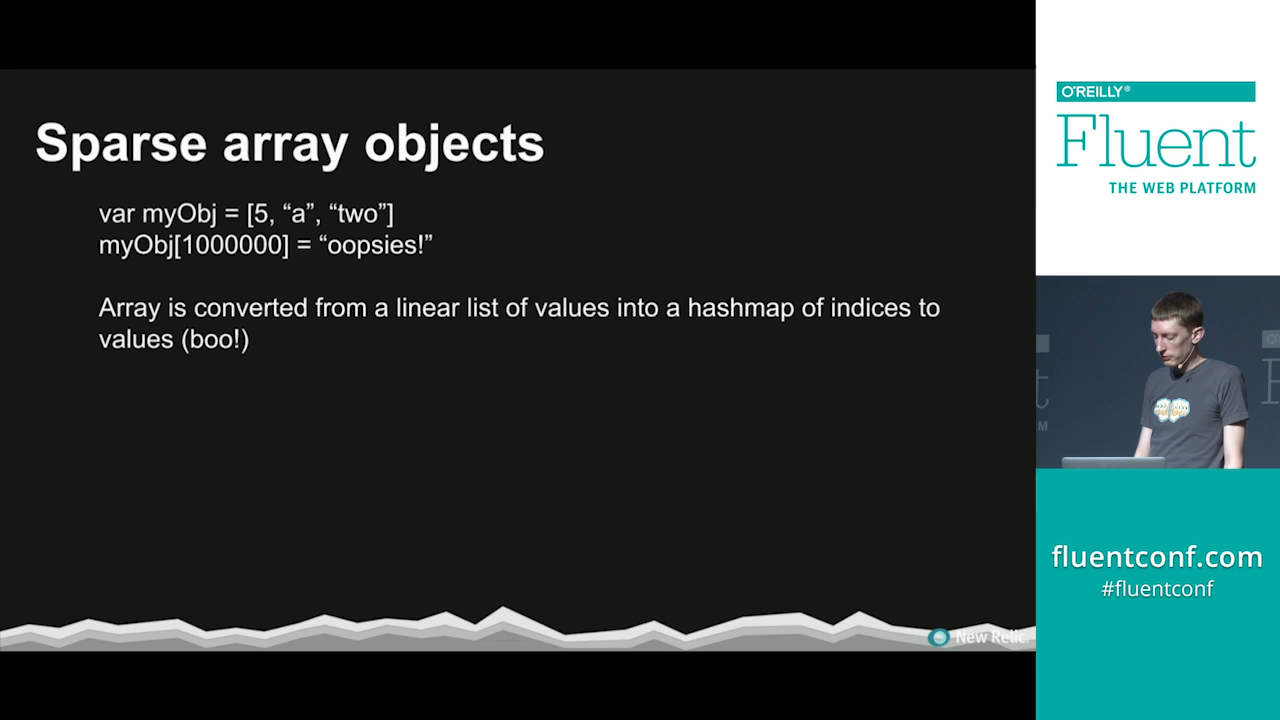 Sparse array objects
var myObj = [5, “a”, “two”]
myObj[1000000] = “oopsies!”
Array is converted from a linear list of values into a hashmap of indices to
values (boo!)
New Relic
O'REILLY®
Fluent
THE WEB PLATFORM
fluentconf.com
#fluentconf